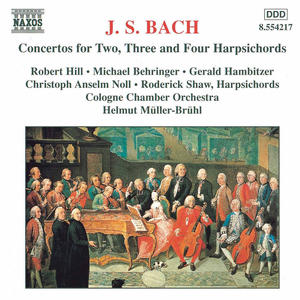 NAXOS
DDD
8.554217
J. S. BACH
Concertos for Two, Three and Four Harpsichords
Robert Hill • Michael Behringer • Gerald Hambitzer
Christoph Anselm Noll • Roderick Shaw, Harpsichords
Cologne Chamber Orchestra
Helmut Müller-Brühl